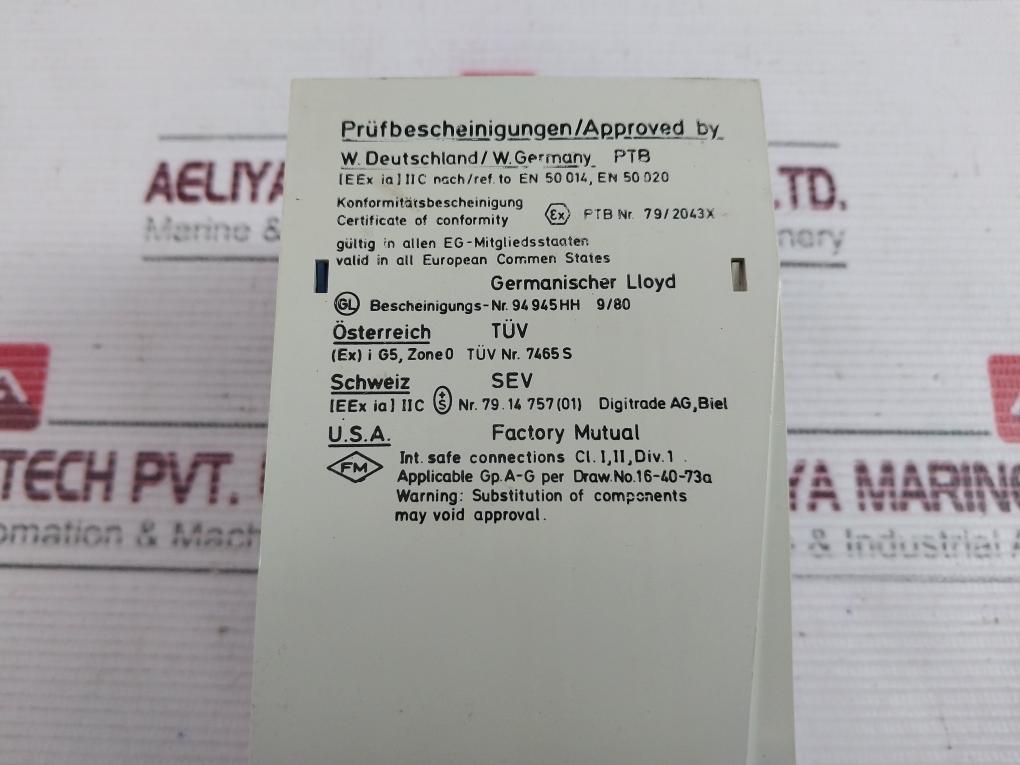 Prüfbescheinigungen/Approved by
W. Deutschland/W.Germany PTB
[EEx ia] IIC nach/ref. to EN 50 014, EN 50 020
Konformitätsbescheinigung
Certificate of conformity
Ex PTB Nr. 79/2043X
gültig in allen EG-Mitgliedsstaaten
valid in all European Commen States
Germanischer Lloyd
GL Bescheinigungs-Nr. 94 945 HH 9/80
Österreich TÜV
(Ex) i G5, Zone 0 TÜV Nr. 7465 S
Schweiz SEV
[EEx ia] IIC +S Nr. 79.14 757(01) Digitrade AG, Biel
U.S.A. Factory Mutual
FM Int. safe connections Cl. I, II, Div. 1
Applicable Gp. A-G per Draw. No. 16-40-73a
Warning: Substitution of components
may void approval.
AELIYA
LTD.
Marine &
TECH PVT.
YA MARINE
omation & Mach
& Industrial A